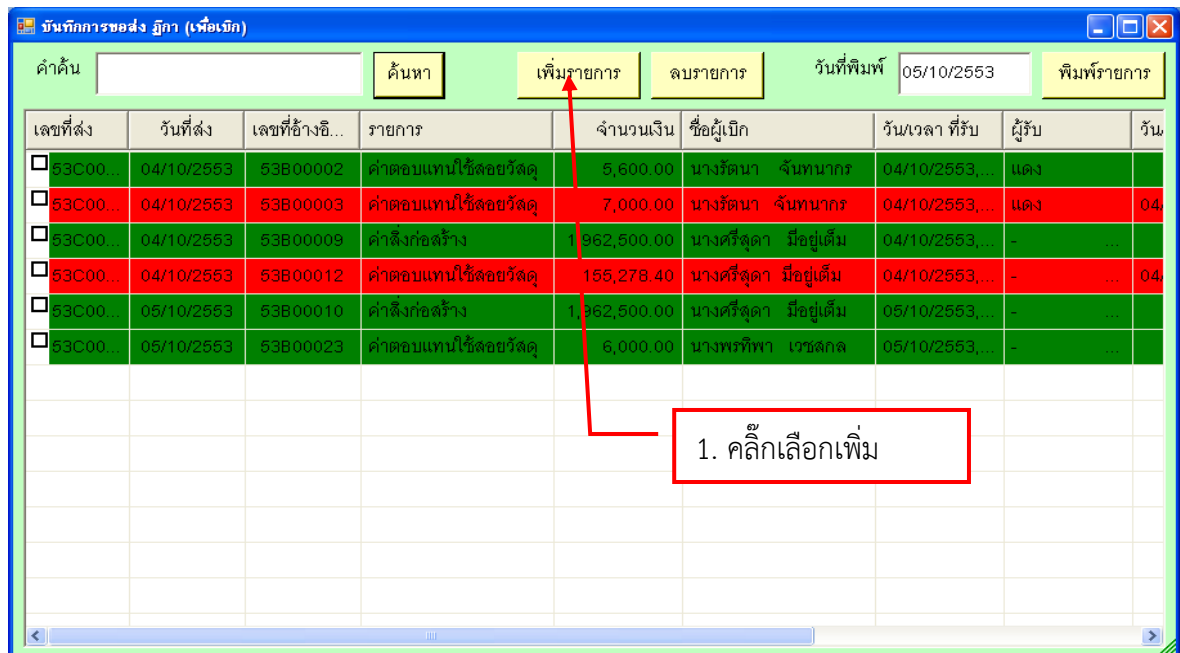 บันทึกการขอส่ง ฎีกา (เพื่อเบิก)
คำค้น ค้นหา เพิ่มรายการ ลบรายการ วันที่พิมพ์ 05/10/2553 พิมพ์รายการ
เลขที่ส่ง วันที่ส่ง เลขที่อ้างอิ... รายการ จำนวนเงิน ชื่อผู้เบิก วัน/เวลา ที่รับ ผู้รับ วัน/
53C00... 04/10/2553 53B00002 ค่าตอบแทนใช้สอยวัสดุ 5,600.00 นางรัตนา จันทนากร 04/10/2553,... แดง
53C00... 04/10/2553 53B00003 ค่าตอบแทนใช้สอยวัสดุ 7,000.00 นางรัตนา จันทนากร 04/10/2553,... แดง 04/
53C00... 04/10/2553 53B00009 ค่าสิ่งก่อสร้าง 1,962,500.00 นางศรีสุดา มีอยู่เต็ม 04/10/2553,... - ...
53C00... 04/10/2553 53B00012 ค่าตอบแทนใช้สอยวัสดุ 155,278.40 นางศรีสุดา มีอยู่เต็ม 04/10/2553,... - ... 04/
53C00... 05/10/2553 53B00010 ค่าสิ่งก่อสร้าง 1,962,500.00 นางศรีสุดา มีอยู่เต็ม 05/10/2553,... - ...
53C00... 05/10/2553 53B00023 ค่าตอบแทนใช้สอยวัสดุ 6,000.00 นางพรทิพา เวชสกล 05/10/2553,... - ...
1. คลิ๊กเลือกเพิ่ม